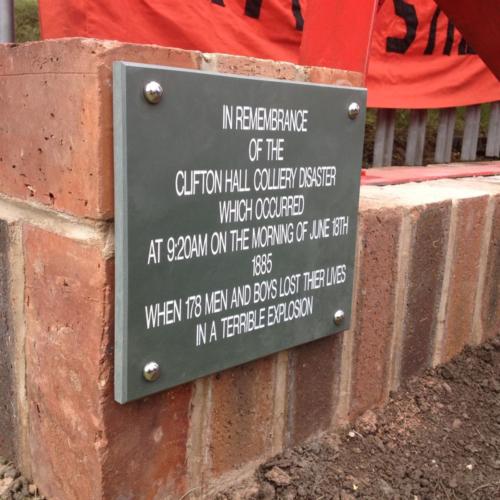 IN REMEMBRANCE
OF THE
CLIFTON HALL COLLIERY DISASTER
WHICH OCCURRED
AT 9:20AM ON THE MORNING OF JUNE 18TH
1885
WHEN 178 MEN AND BOYS LOST THIER LIVES
IN A TERRIBLE EXPLOSION